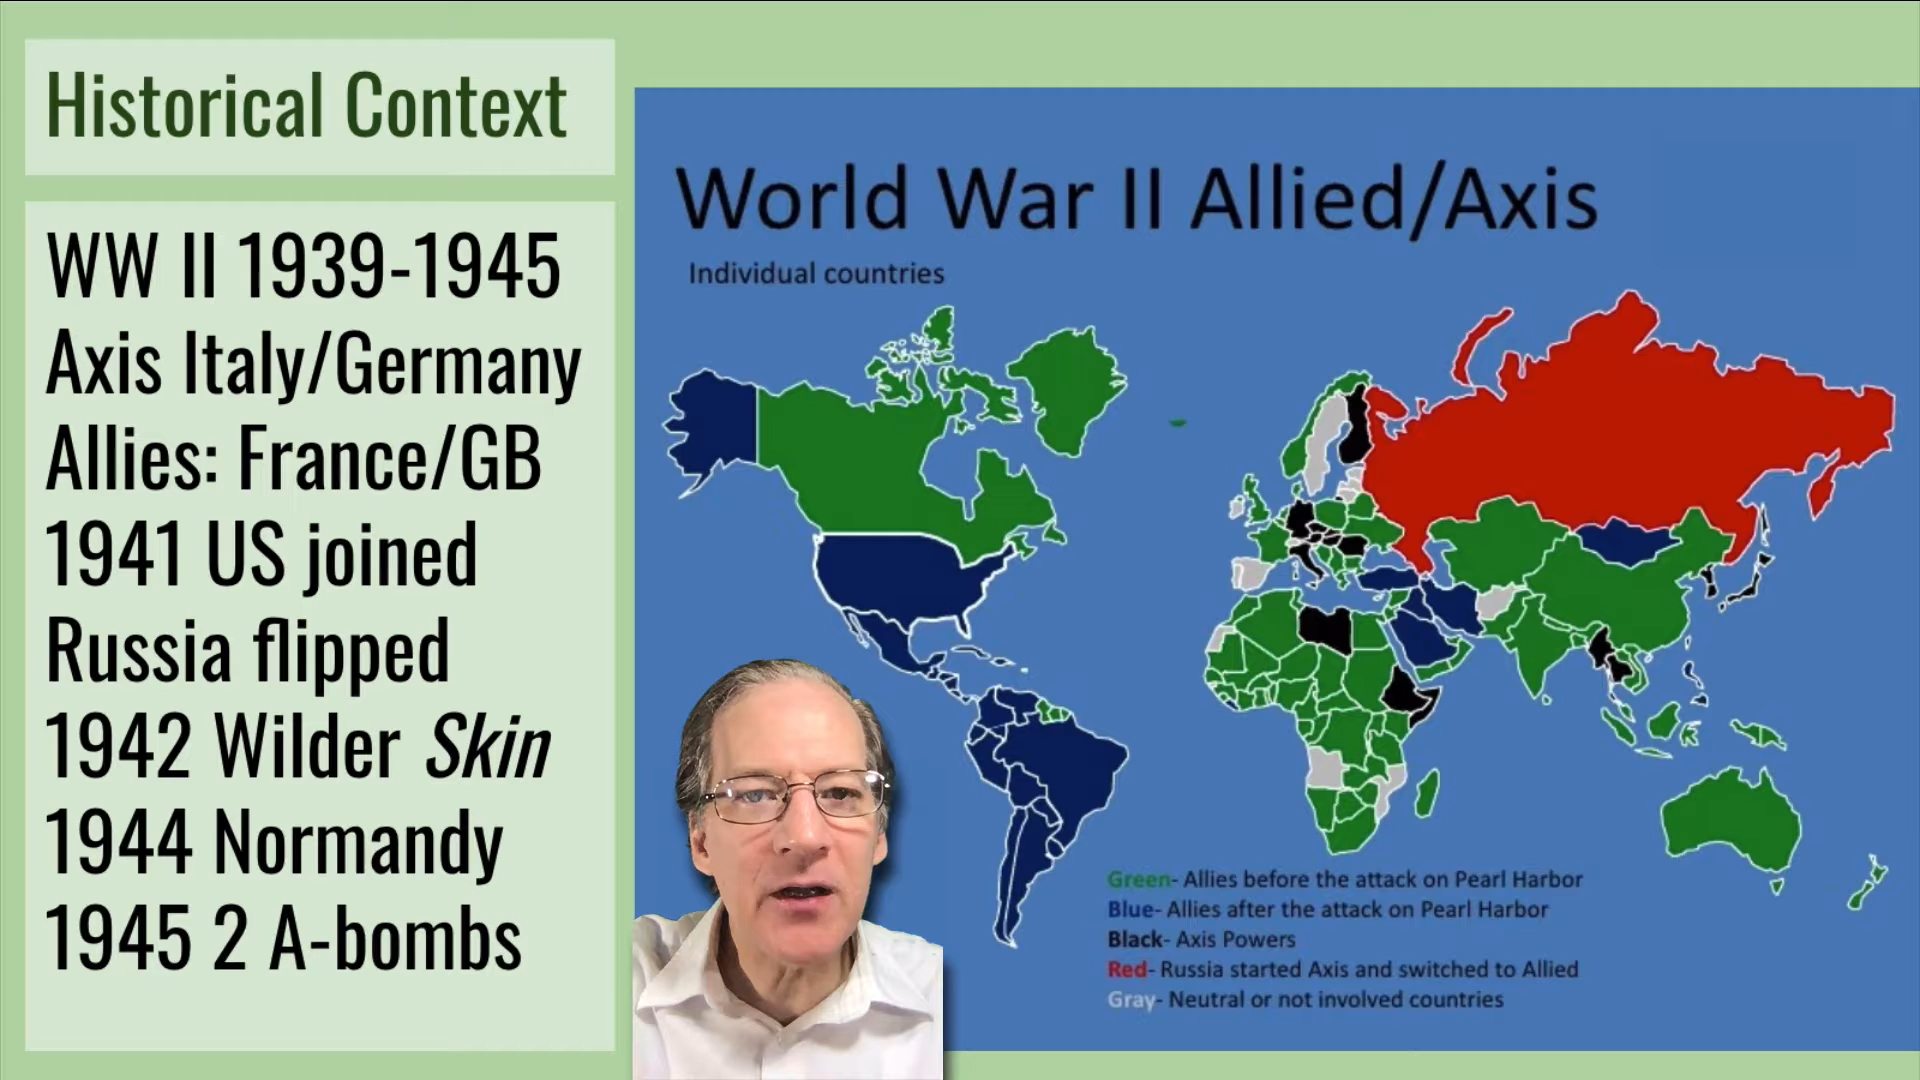 Historical Context
WW II 1939-1945
Axis Italy/Germany
Allies: France/GB
1941 US joined
Russia flipped
1942 Wilder Skin
1944 Normandy
1945 2 A-bombs
World War II Allied/Axis
Individual countries
Green- Allies before the attack on Pearl Harbor
Blue- Allies after the attack on Pearl Harbor
Black- Axis Powers
Red- Russia started Axis and switched to Allied
Gray- Neutral or not involved countries